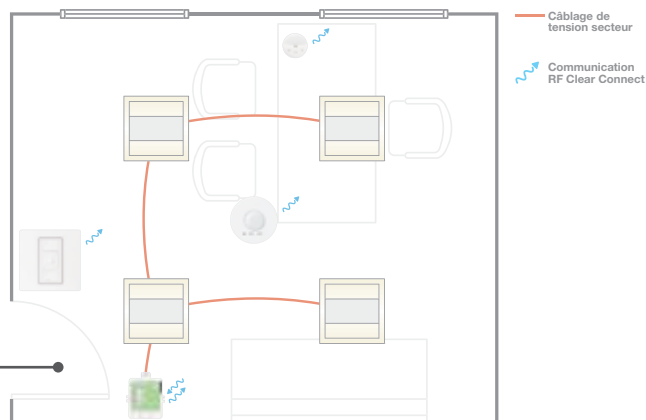 Câblage de
tension secteur
Communication
RF Clear Connect